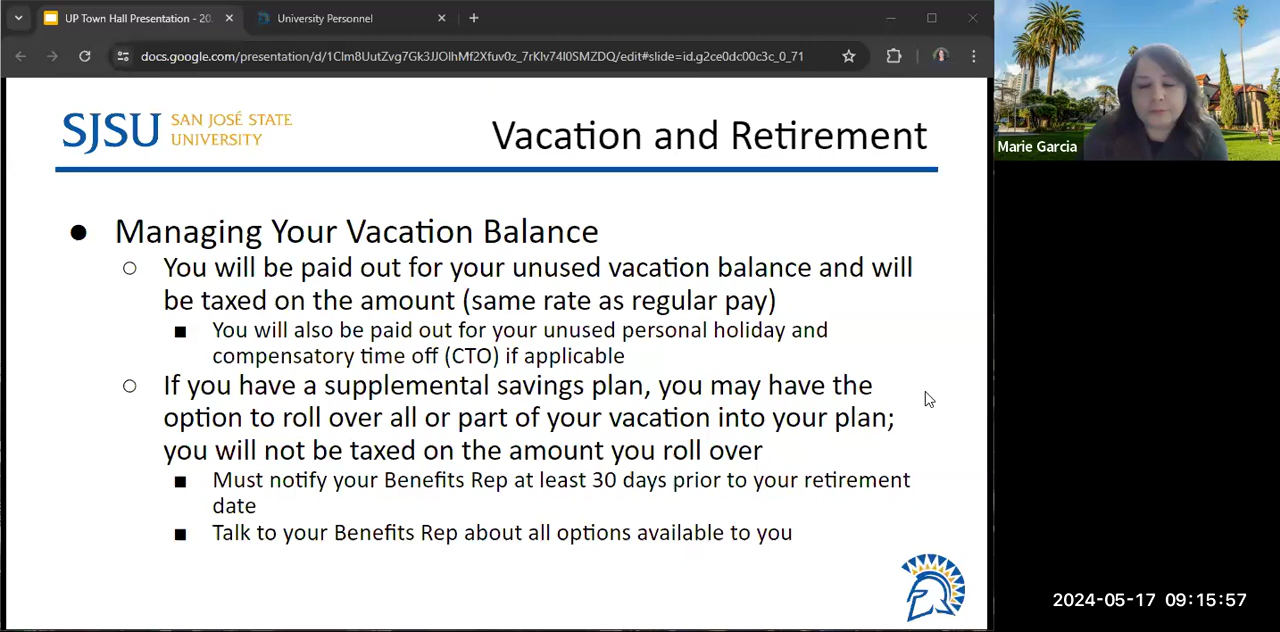 UP Town Hall Presentation - 20
University Personnel
docs.google.com/presentation/d/1Clm8UutZvg7Gk3JJOlhMf2Xfuv0z_7rKlv74l0SMZDQ/edit#slide=id.g2ce0dc00c3c_0_71
SJSU SAN JOSÉ STATE
UNIVERSITY
Vacation and Retirement
● Managing Your Vacation Balance
○ You will be paid out for your unused vacation balance and will
be taxed on the amount (same rate as regular pay)
■ You will also be paid out for your unused personal holiday and
compensatory time off (CTO) if applicable
○ If you have a supplemental savings plan, you may have the
option to roll over all or part of your vacation into your plan;
you will not be taxed on the amount you roll over
■ Must notify your Benefits Rep at least 30 days prior to your retirement
date
■ Talk to your Benefits Rep about all options available to you
Marie Garcia
2024-05-17 09:15:57